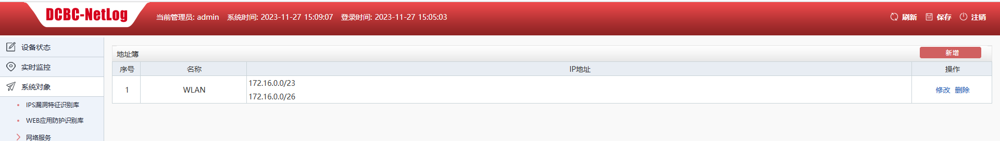 DCBC-NetLog
当前管理员: admin 系统时间: 2023-11-27 15:09:07 登录时间: 2023-11-27 15:05:03
刷新 保存 注销
设备状态
实时监控
系统对象
IPS漏洞特征识别库
WEB应用防护识别库
网络服务
地址簿
新增
序号 名称 IP地址 操作
1 WLAN
172.16.0.0/23
172.16.0.0/26
修改 删除